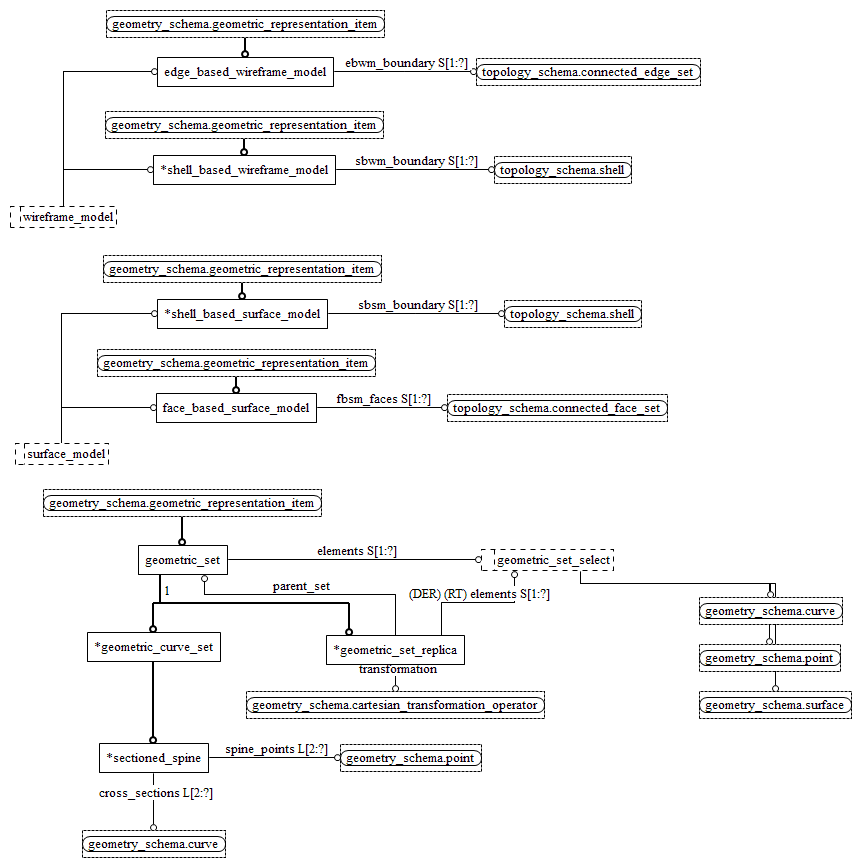 geometry_schema.geometric_representation_item
edge_based_wireframe_model
ebwm_boundary S[1:?]
topology_schema.connected_edge_set
geometry_schema.geometric_representation_item
*shell_based_wireframe_model
sbwm_boundary S[1:?]
topology_schema.shell
wireframe_model
geometry_schema.geometric_representation_item
*shell_based_surface_model
sbsm_boundary S[1:?]
topology_schema.shell
geometry_schema.geometric_representation_item
face_based_surface_model
fbsm_faces S[1:?]
topology_schema.connected_face_set
surface_model
geometry_schema.geometric_representation_item
geometric_set
elements S[1:?]
geometric_set_select
1
parent_set
(DER) (RT) elements S[1:?]
geometry_schema.curve
*geometric_curve_set
*geometric_set_replica
geometry_schema.point
transformation
geometry_schema.cartesian_transformation_operator
geometry_schema.surface
*sectioned_spine
spine_points L[2:?]
geometry_schema.point
cross_sections L[2:?]
geometry_schema.curve